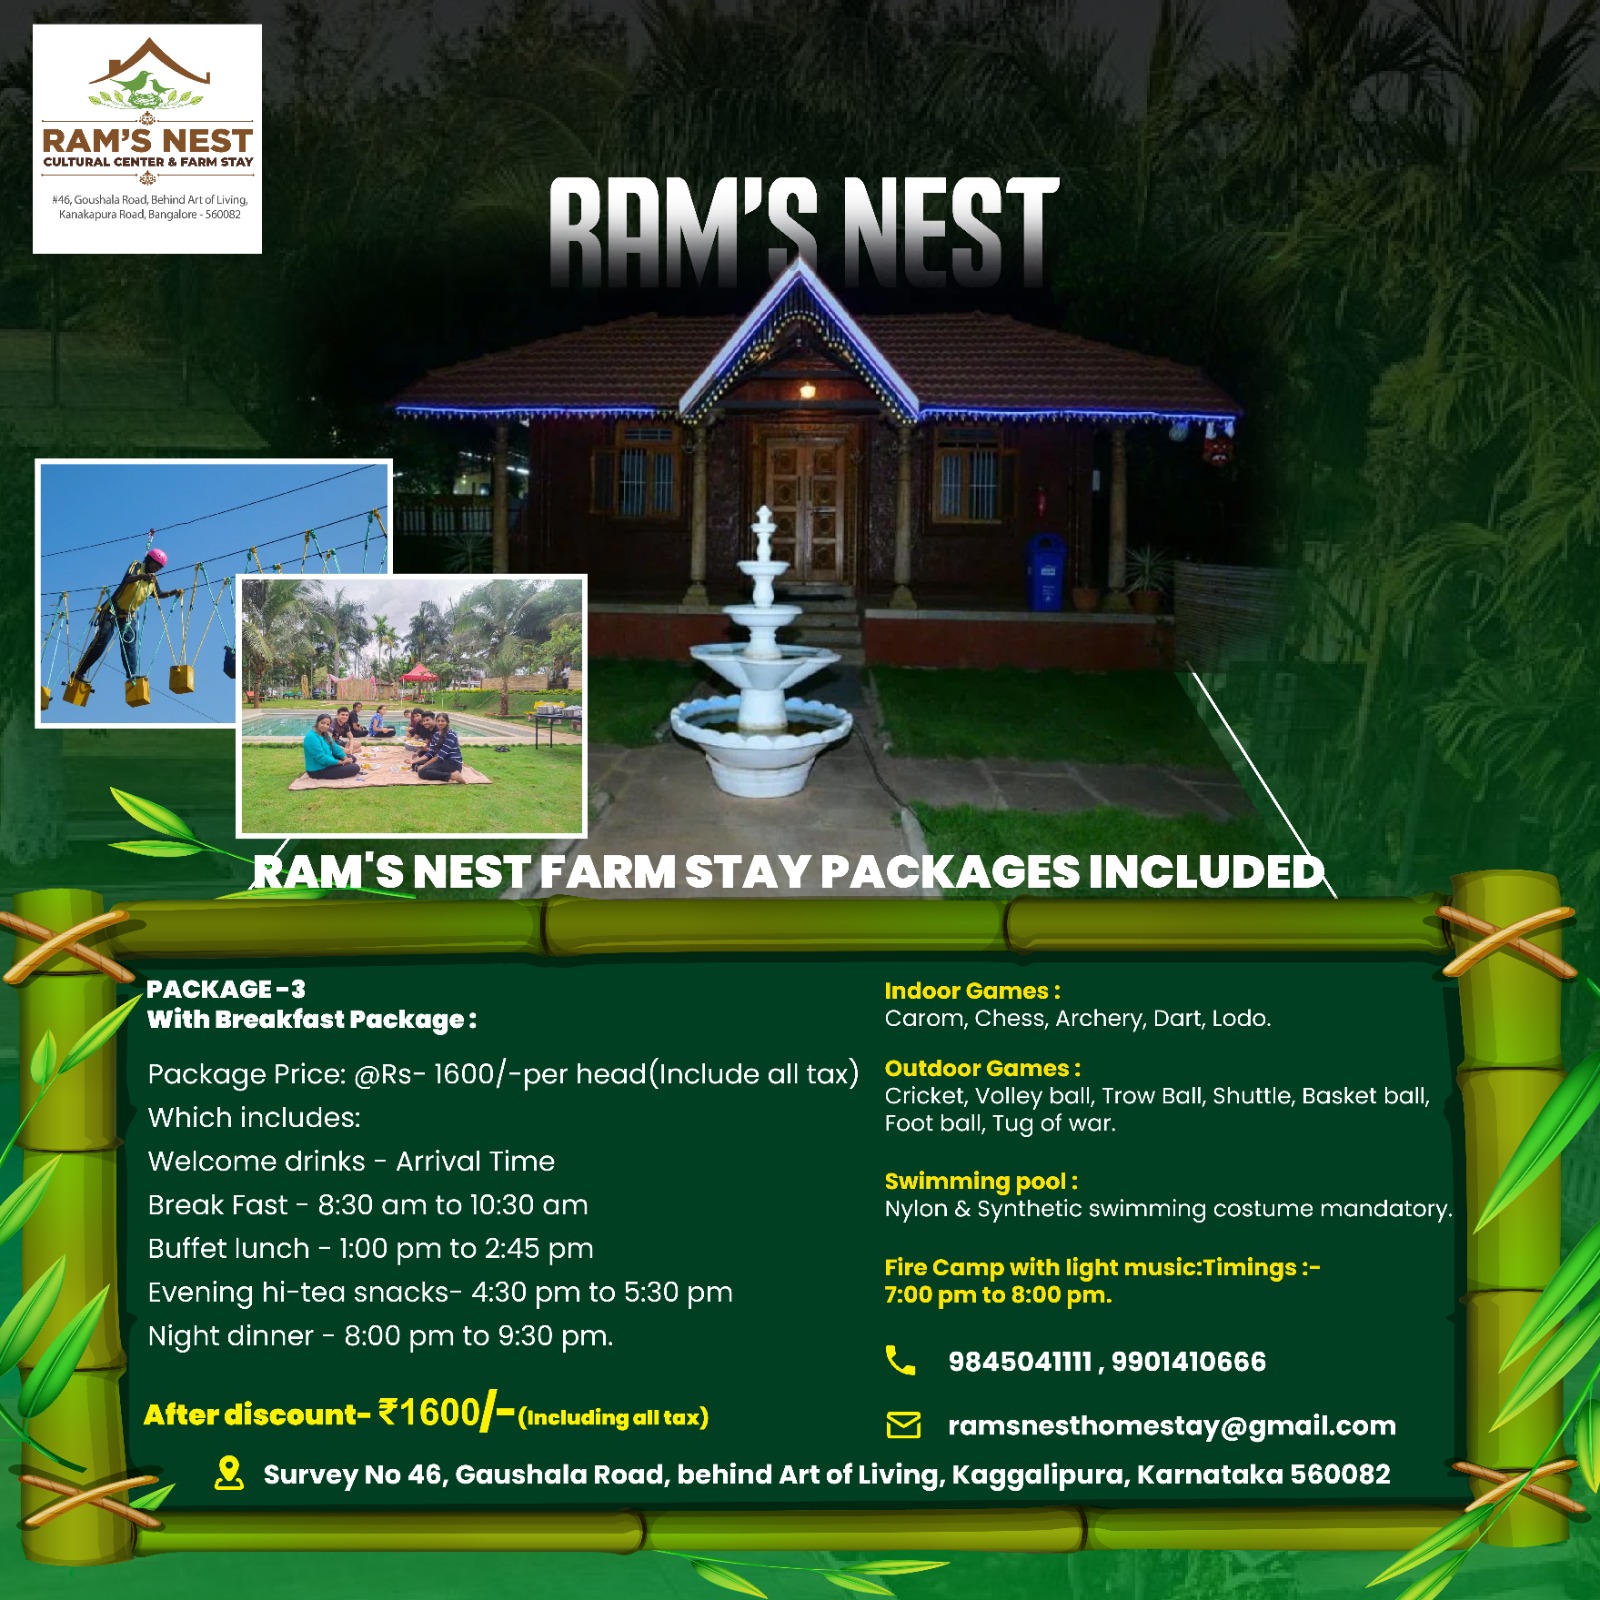 RAM'S NEST
CULTURAL CENTER & FARM STAY
#46, Goushala Road, Behind Art of Living,
Kanakapura Road, Bangalore - 560082
RAM'S NEST
RAM'S NEST FARM STAY PACKAGES INCLUDED
PACKAGE -3
With Breakfast Package :
Package Price: @Rs- 1600/-per head(Include all tax)
Which includes:
Welcome drinks - Arrival Time
Break Fast - 8:30 am to 10:30 am
Buffet lunch - 1:00 pm to 2:45 pm
Evening hi-tea snacks- 4:30 pm to 5:30 pm
Night dinner - 8:00 pm to 9:30 pm.
After discount- ₹1600/-(Including all tax)
Indoor Games :
Carom, Chess, Archery, Dart, Lodo.
Outdoor Games :
Cricket, Volley ball, Trow Ball, Shuttle, Basket ball,
Foot ball, Tug of war.
Swimming pool :
Nylon & Synthetic swimming costume mandatory.
Fire Camp with light music:Timings :-
7:00 pm to 8:00 pm.
9845041111 , 9901410666
ramsnesthomestay@gmail.com
Survey No 46, Gaushala Road, behind Art of Living, Kaggalipura, Karnataka 560082